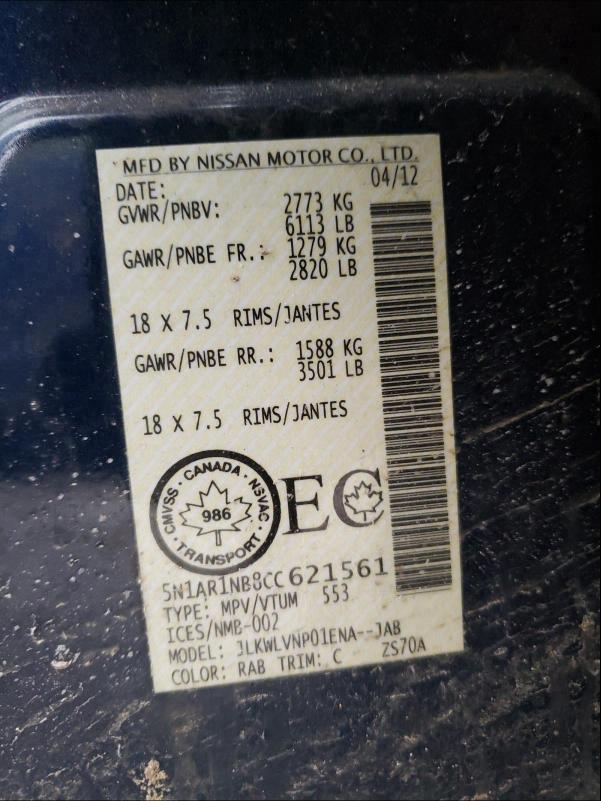 MFD BY NISSAN MOTOR CO., LTD.
DATE: 04/12
GVWR/PNBV: 2773 KG
6113 LB
GAWR/PNBE FR.: 1279 KG
2820 LB
18 X 7.5 RIMS/JANTES
GAWR/PNBE RR.: 1588 KG
3501 LB
18 X 7.5 RIMS/JANTES
CMVSS · CANADA · NSVAC · TRANSPORT ·
986
EC
5N1AR1NB8CC621561
TYPE: MPV/VTUM 553
ICES/NMB-002
MODEL: JLKWLVNP01ENA--JAB
COLOR: RAB TRIM: C ZS70A